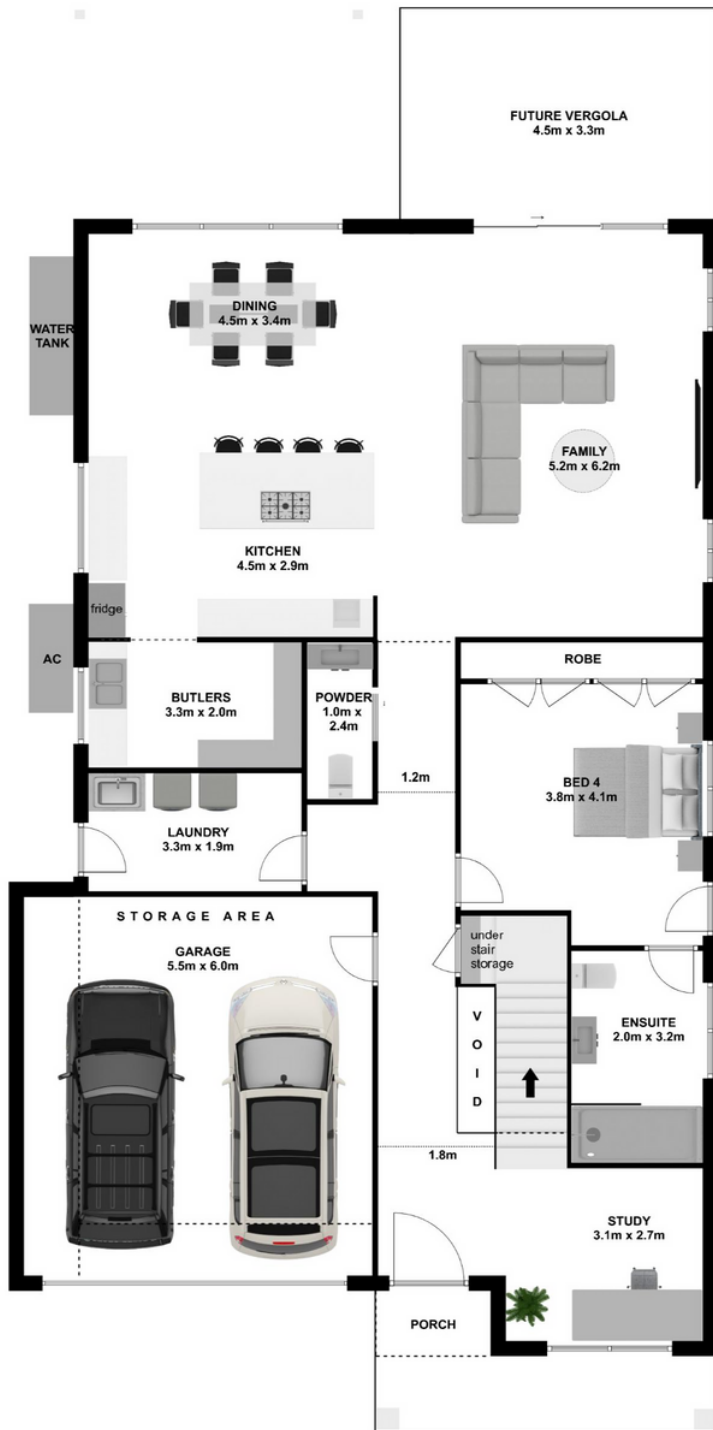 FUTURE VERGOLA
4.5m x 3.3m
DINING
4.5m x 3.4m
WATER
TANK
FAMILY
5.2m x 6.2m
KITCHEN
4.5m x 2.9m
fridge
AC
ROBE
BUTLERS
3.3m x 2.0m
POWDER
1.0m x
2.4m
1.2m
BED 4
3.8m x 4.1m
LAUNDRY
3.3m x 1.9m
STORAGE AREA
GARAGE
5.5m x 6.0m
under
stair
storage
V
O
I
D
ENSUITE
2.0m x 3.2m
1.8m
STUDY
3.1m x 2.7m
PORCH